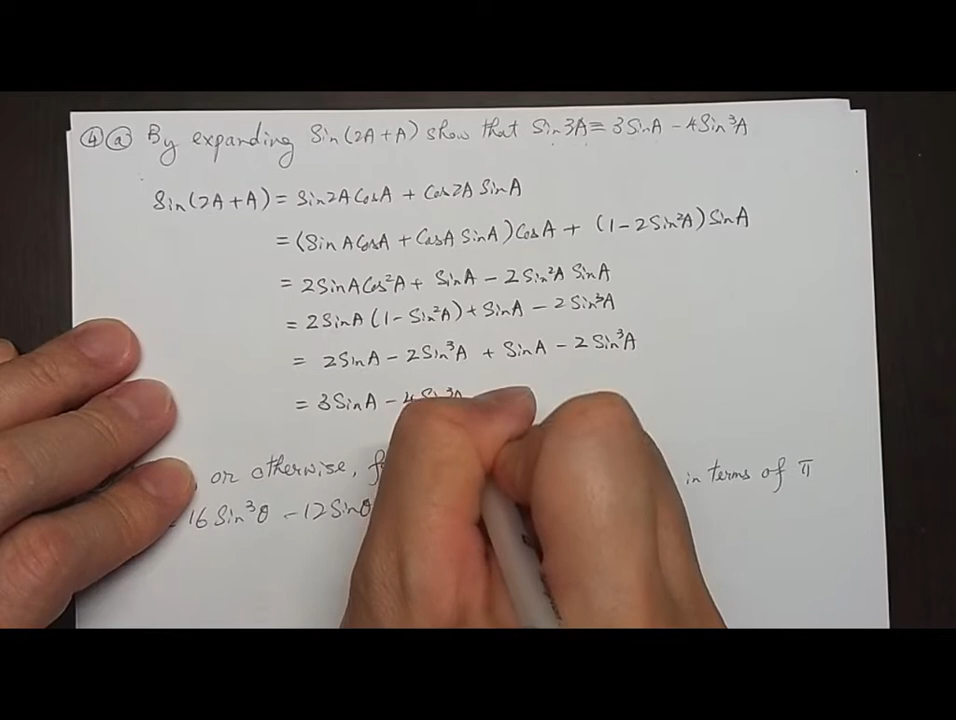 ④ⓐ By expanding Sin(2A+A) show that Sin3A≡ 3SinA - 4Sin³A
Sin(2A+A) = Sin2A CosA + Cos2A SinA
= (SinACosA + CosA SinA) CosA + (1-2Sin²A) SinA
= 2SinA Cos²A + SinA - 2Sin²A SinA
= 2SinA (1-Sin²A) + SinA - 2Sin³A
= 2SinA - 2Sin³A + SinA - 2Sin³A
= 3SinA - 4Sin³A
or otherwise, in terms of π
16Sin³θ - 12Sinθ